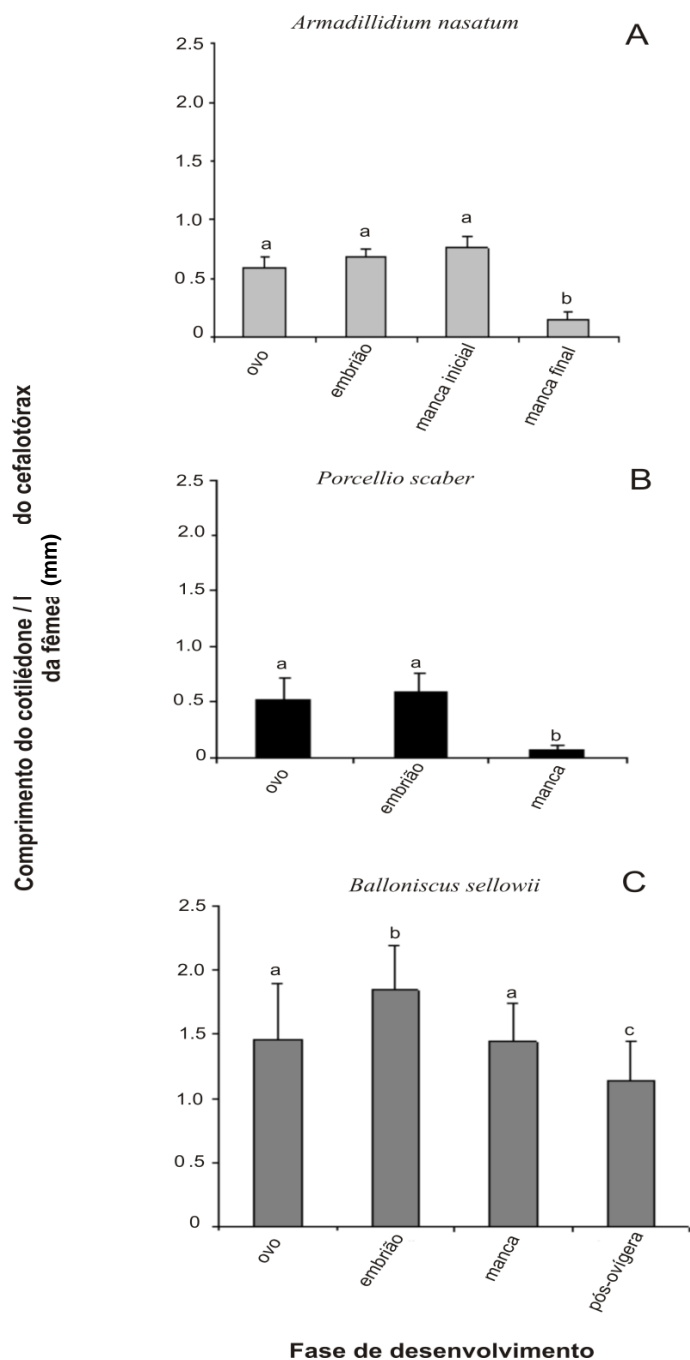 Armadillidium nasatum
A
2.5
2.0
1.5
1.0
0.5
0
a
a
a
b
ovo
embrião
manca inicial
manca final
Porcellio scaber
B
2.5
2.0
1.5
1.0
0.5
0
a
a
b
ovo
embrião
manca
Balloniscus sellowii
C
2.5
2.0
1.5
1.0
0.5
0
a
b
a
c
ovo
embrião
manca
pós-ovígera
Comprimento do cotilédone / do cefalotórax
da fêmea (mm)
Fase de desenvolvimento